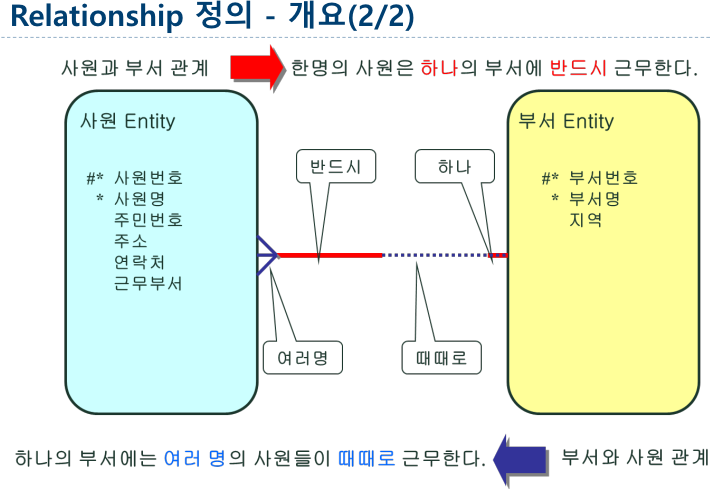 Relationship 정의 - 개요(2/2)
사원과 부서 관계
한명의 사원은 하나의 부서에 반드시 근무한다.
사원 Entity
#* 사원번호
* 사원명
주민번호
주소
연락처
근무부서
반드시
하나
여러명
때때로
부서 Entity
#* 부서번호
* 부서명
지역
하나의 부서에는 여러 명의 사원들이 때때로 근무한다.
부서와 사원 관계